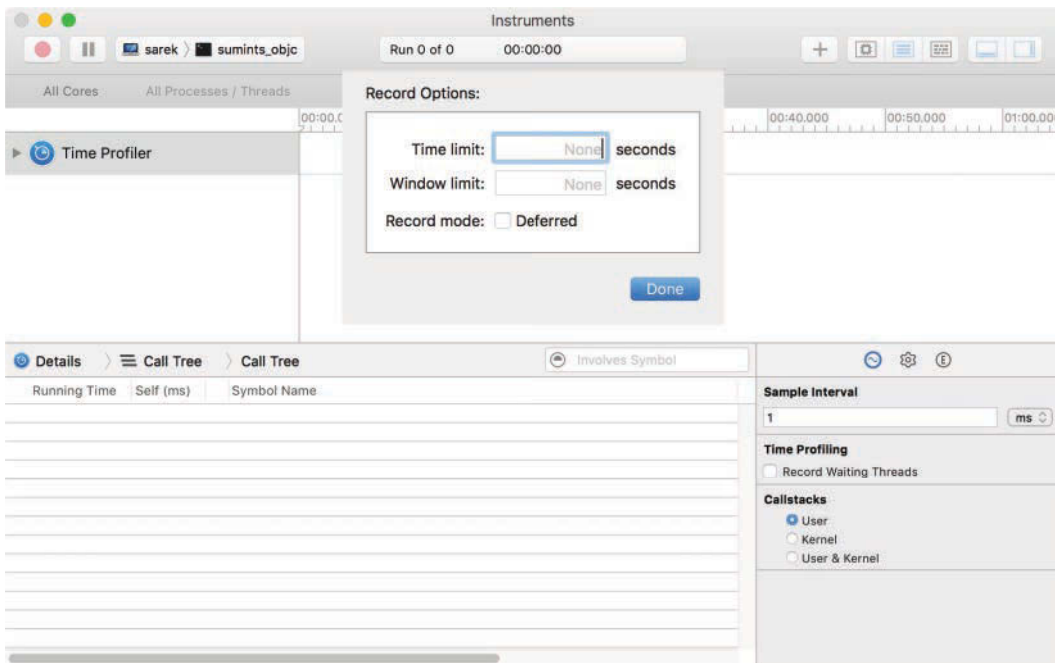 Instruments
sarek 〉 sumints_objc
Run 0 of 0 00:00:00
All Cores All Processes / Threads
Record Options:
00:00.0 00:40.000 00:50.000 01:00.00
Time Profiler
Time limit: None seconds
Window limit: None seconds
Record mode: Deferred
Done
Details 〉 Call Tree 〉 Call Tree Involves Symbol
E
Running Time Self (ms) Symbol Name
Sample Interval
1 ms
Time Profiling
Record Waiting Threads
Callstacks
User
Kernel
User & Kernel